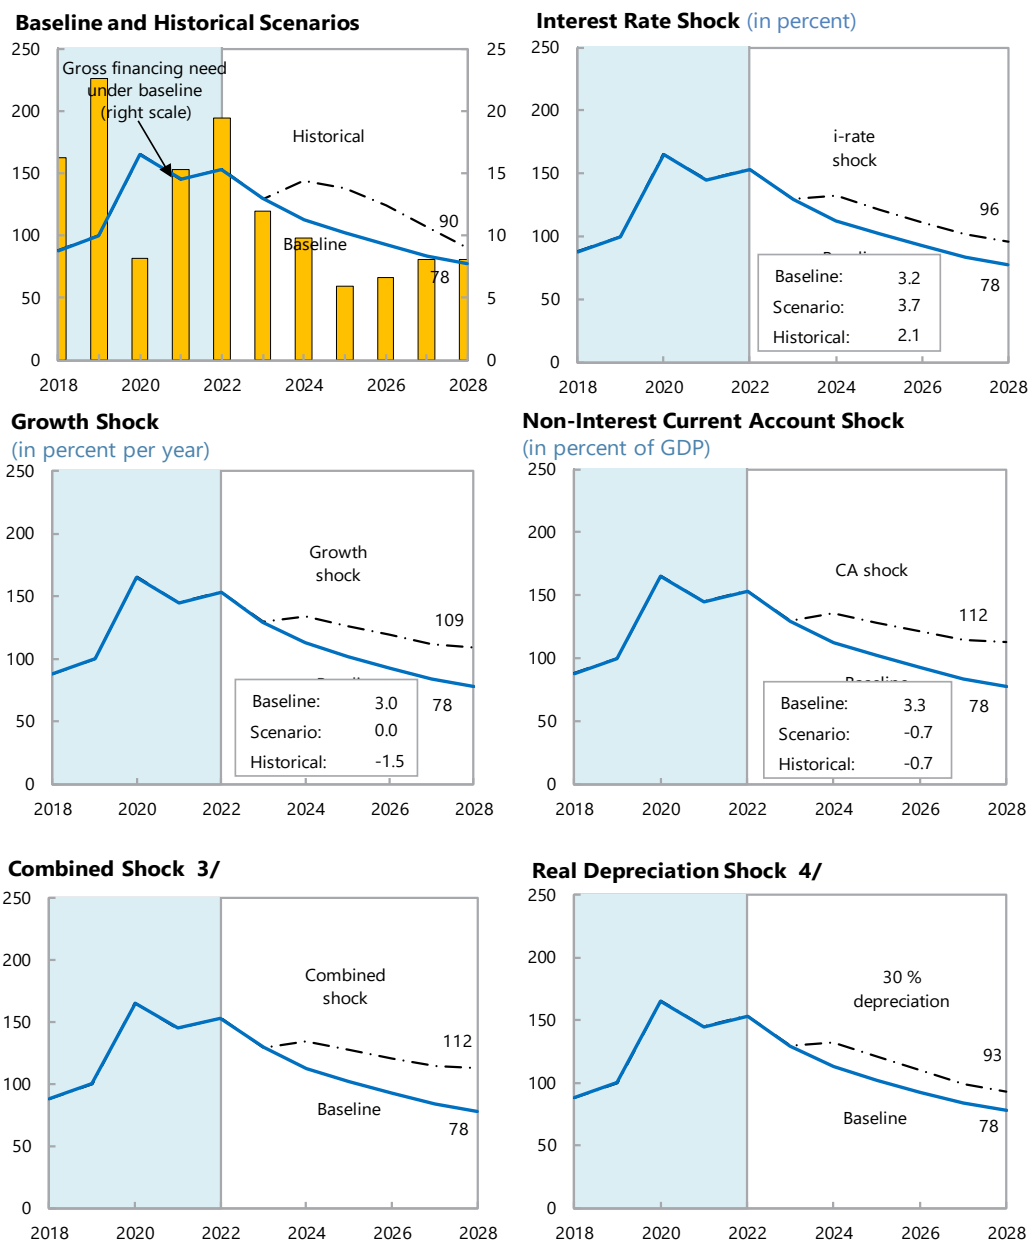 Baseline and Historical Scenarios
250
200
150
100
50
0
25
20
15
10
5
0
Gross financing need
under baseline
(right scale)
Historical
90
Baseline
78
2018 2020 2022 2024 2026 2028
Interest Rate Shock (in percent)
250
200
150
100
50
0
i-rate
shock
96
Baseline
78
Baseline: 3.2
Scenario: 3.7
Historical: 2.1
2018 2020 2022 2024 2026 2028
Growth Shock
(in percent per year)
250
200
150
100
50
0
Growth
shock
109
Baseline
78
Baseline: 3.0
Scenario: 0.0
Historical: -1.5
2018 2020 2022 2024 2026 2028
Non-Interest Current Account Shock
(in percent of GDP)
250
200
150
100
50
0
CA shock
112
Baseline
78
Baseline: 3.3
Scenario: -0.7
Historical: -0.7
2018 2020 2022 2024 2026 2028
Combined Shock 3/
250
200
150
100
50
0
Combined
shock
112
Baseline
78
2018 2020 2022 2024 2026 2028
Real Depreciation Shock 4/
250
200
150
100
50
0
30 %
depreciation
93
Baseline
78
2018 2020 2022 2024 2026 2028